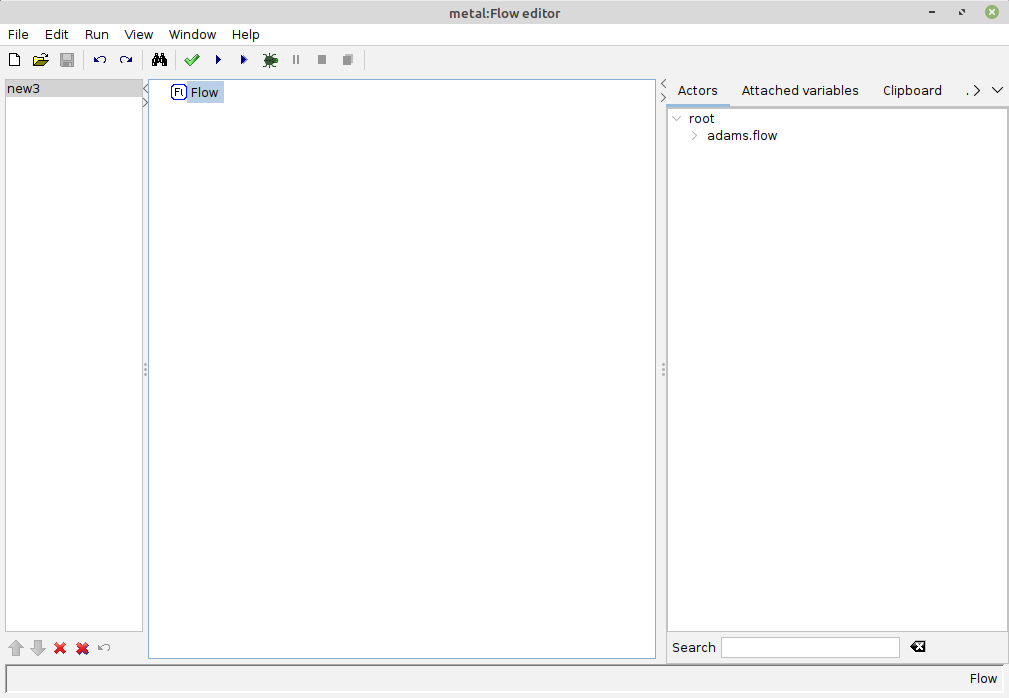 metal:Flow editor
File Edit Run View Window Help
new3
Fl Flow
Actors Attached variables Clipboard .
root
adams.flow
Search
Flow